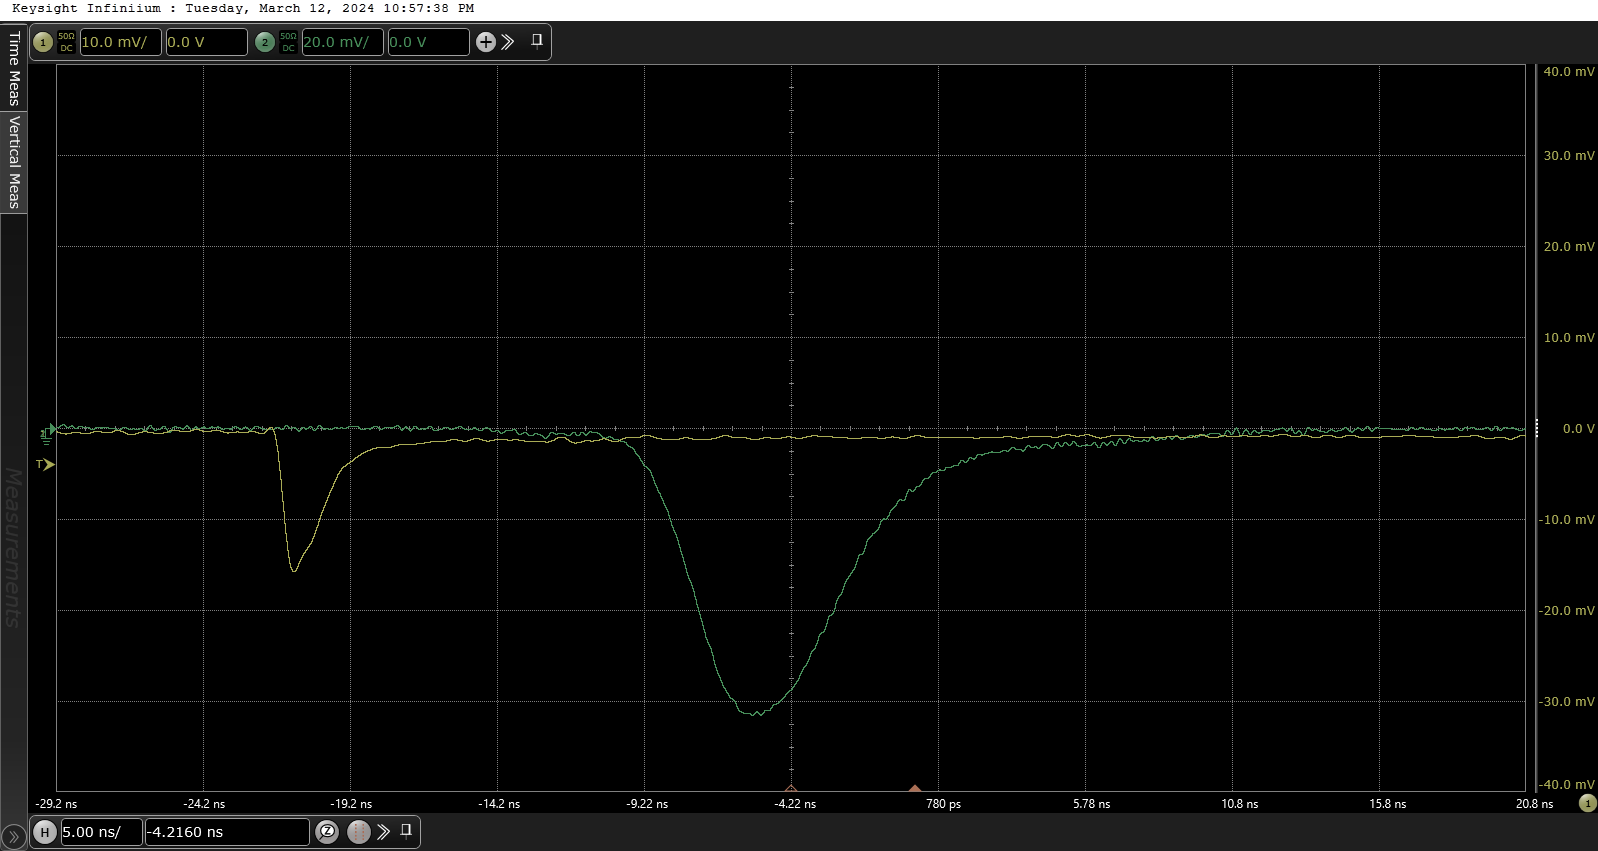 Keysight Infiniium : Tuesday, March 12, 2024 10:57:38 PM
Time Meas
Vertical Meas
Measurements
1 50Ω DC 10.0 mV/ 0.0 V 2 50Ω DC 20.0 mV/ 0.0 V
40.0 mV
30.0 mV
20.0 mV
10.0 mV
0.0 V
T
-10.0 mV
-20.0 mV
-30.0 mV
-40.0 mV
-29.2 ns -24.2 ns -19.2 ns -14.2 ns -9.22 ns -4.22 ns 780 ps 5.78 ns 10.8 ns 15.8 ns 20.8 ns 1
H 5.00 ns/ -4.2160 ns Z